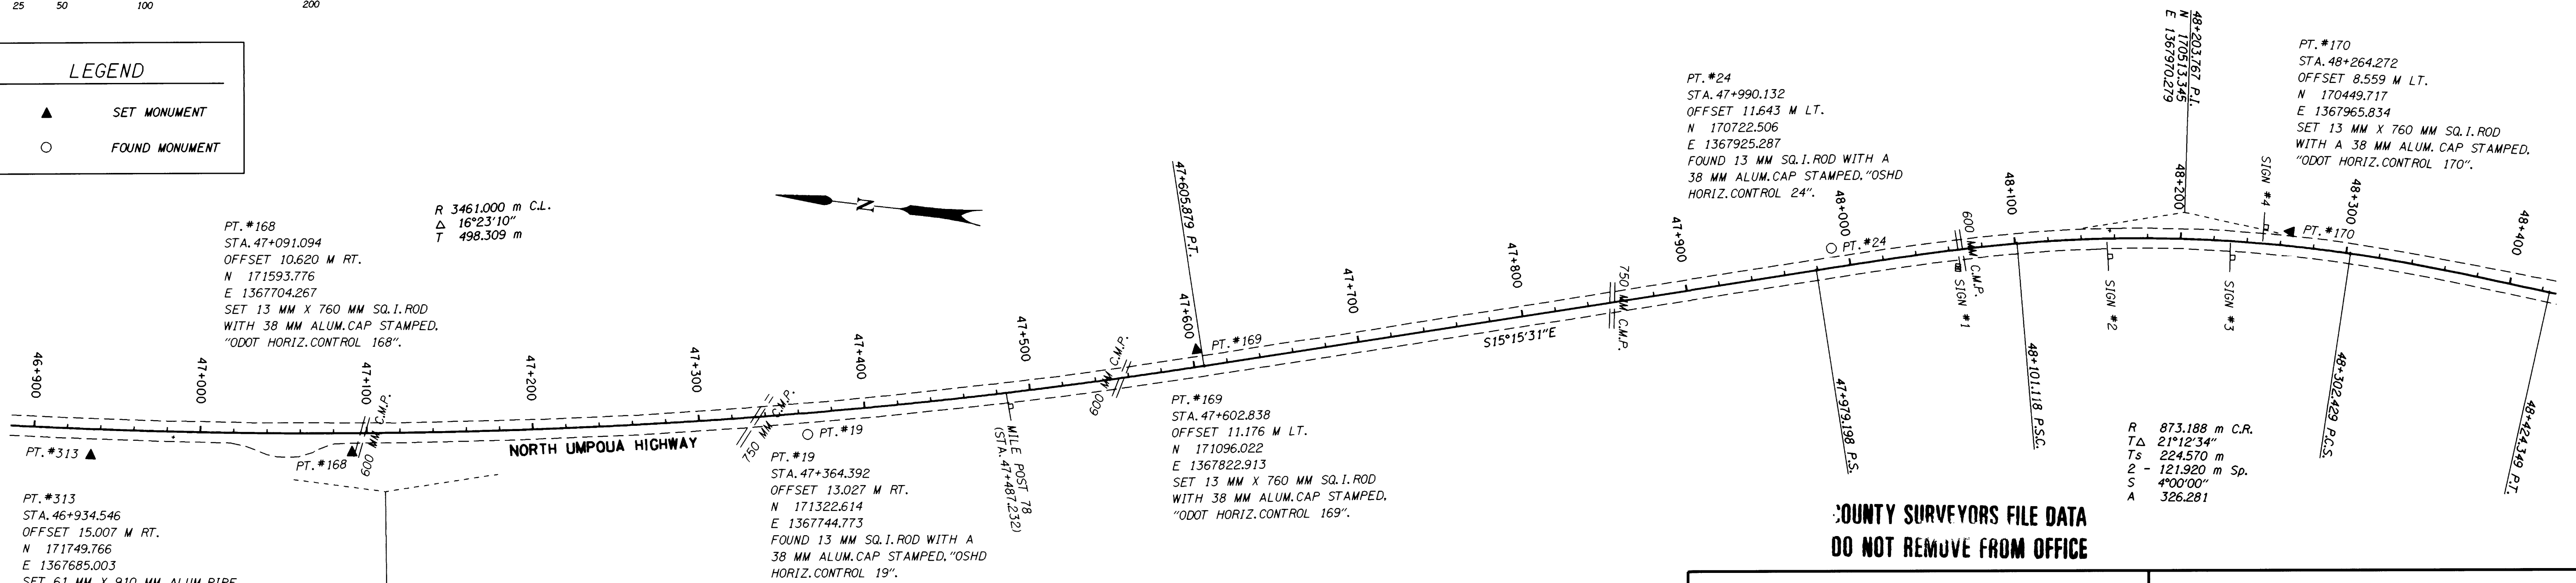 25 50 100 200
LEGEND
▲ SET MONUMENT
○ FOUND MONUMENT
PT. #168
STA. 47+091.094
OFFSET 10.620 M RT.
N 171593.776
E 1367704.267
SET 13 MM X 760 MM SQ. I. ROD
WITH 38 MM ALUM. CAP STAMPED.
"ODOT HORIZ. CONTROL 168".
R 3461.000 m C.L.
Δ 16°23'10"
T 498.309 m
N
47+605.879 P.T.
PT. #24
STA. 47+990.132
OFFSET 11.643 M LT.
N 170722.506
E 1367925.287
FOUND 13 MM SQ. I. ROD WITH A
38 MM ALUM. CAP STAMPED. "OSHD
HORIZ. CONTROL 24".
48+203.767 P.I.
N 170513.345
E 1367970.279
PT. #170
STA. 48+264.272
OFFSET 8.559 M LT.
N 170449.717
E 1367965.834
SET 13 MM X 760 MM SQ. I. ROD
WITH A 38 MM ALUM. CAP STAMPED.
"ODOT HORIZ. CONTROL 170".
46+900
47+000
47+100
47+200
47+300
47+400
47+500
47+600
47+700
47+800
47+900
48+000
48+100
48+200
48+300
48+400
PT. #313
PT. #168
600 MM C.M.P.
NORTH UMPQUA HIGHWAY
750 MM C.M.P.
PT. #19
MILE POST 78
(STA. 47+487.232)
600 MM C.M.P.
PT. #169
S15°15'31"E
750 MM C.M.P.
PT. #24
600 MM C.M.P.
SIGN #1
SIGN #2
SIGN #3
SIGN #4
PT. #170
47+979.198 P.S.
48+101.118 P.S.C.
48+302.429 P.C.S.
48+424.349 P.T.
PT. #313
STA. 46+934.546
OFFSET 15.007 M RT.
N 171749.766
E 1367685.003
SET 61 MM X 910 MM ALUM. PIPE
PT. #19
STA. 47+364.392
OFFSET 13.027 M RT.
N 171322.614
E 1367744.773
FOUND 13 MM SQ. I. ROD WITH A
38 MM ALUM. CAP STAMPED. "OSHD
HORIZ. CONTROL 19".
PT. #169
STA. 47+602.838
OFFSET 11.176 M LT.
N 171096.022
E 1367822.913
SET 13 MM X 760 MM SQ. I. ROD
WITH 38 MM ALUM. CAP STAMPED.
"ODOT HORIZ. CONTROL 169".
R 873.188 m C.R.
TΔ 21°12'34"
Ts 224.570 m
2 - 121.920 m Sp.
S 4°00'00"
A 326.281
COUNTY SURVEYORS FILE DATA
DO NOT REMOVE FROM OFFICE